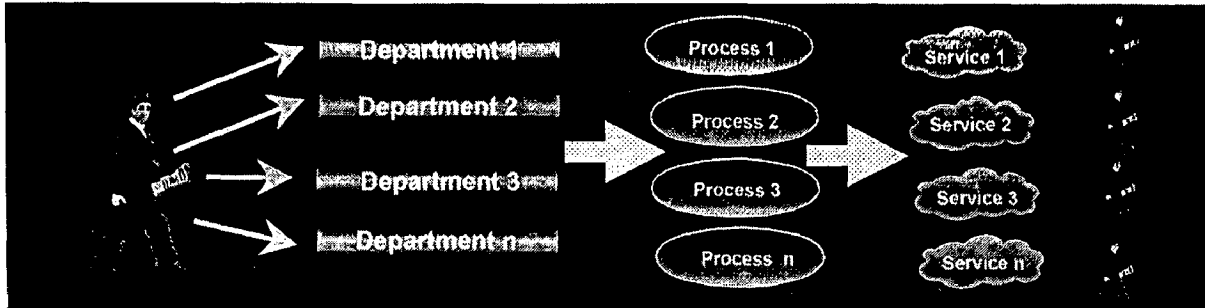 Department 1
Department 2
Department 3
Department n
Process 1
Process 2
Process 3
Process n
Service 1
Service 2
Service 3
Service n